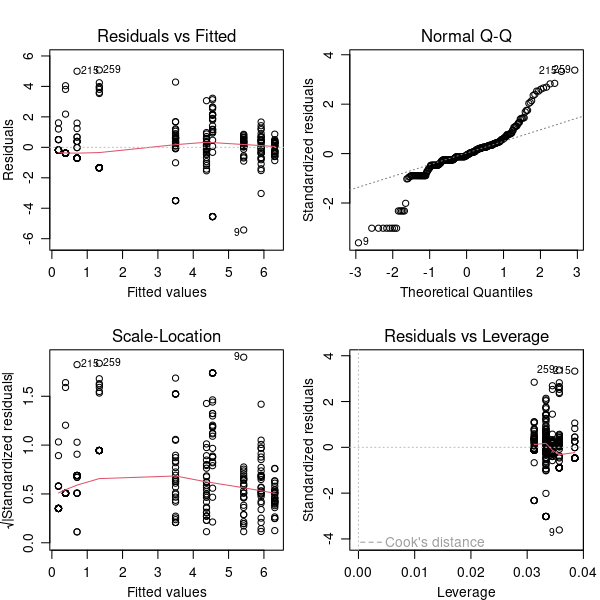 Residuals vs Fitted
Residuals
6
4
2
0
-2
-4
-6
215
259
9
0 1 2 3 4 5 6
Fitted values
Normal Q-Q
Standardized residuals
4
2
0
-2
215
259
9
-3 -2 -1 0 1 2 3
Theoretical Quantiles
Scale-Location
√|Standardized residuals|
1.5
1.0
0.5
0.0
215
259
9
0 1 2 3 4 5 6
Fitted values
Residuals vs Leverage
Standardized residuals
4
2
0
-2
-4
259
215
9
Cook's distance
0.00 0.01 0.02 0.03 0.04
Leverage